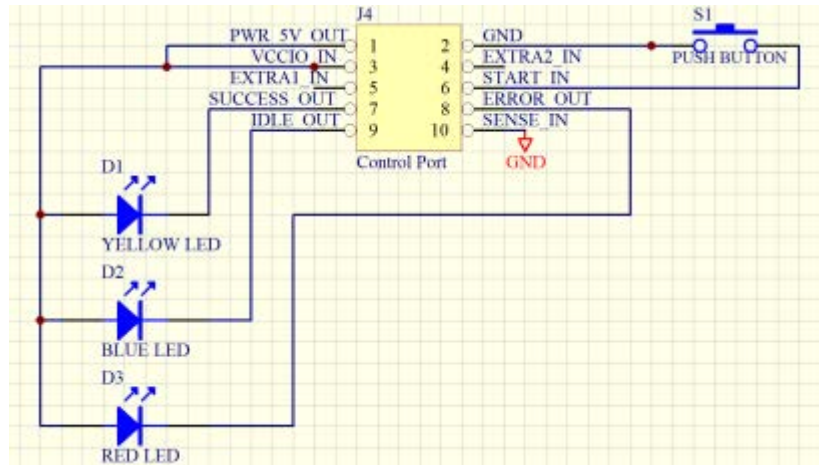 J4
S1
PWR_5V_OUT 1 2 GND
VCCIO_IN 3 4 EXTRA2_IN
PUSH BUTTON
EXTRA1_IN 5 6 START_IN
SUCCESS_OUT 7 8 ERROR_OUT
IDLE_OUT 9 10 SENSE_IN
Control Port
GND
D1
YELLOW LED
D2
BLUE LED
D3
RED LED